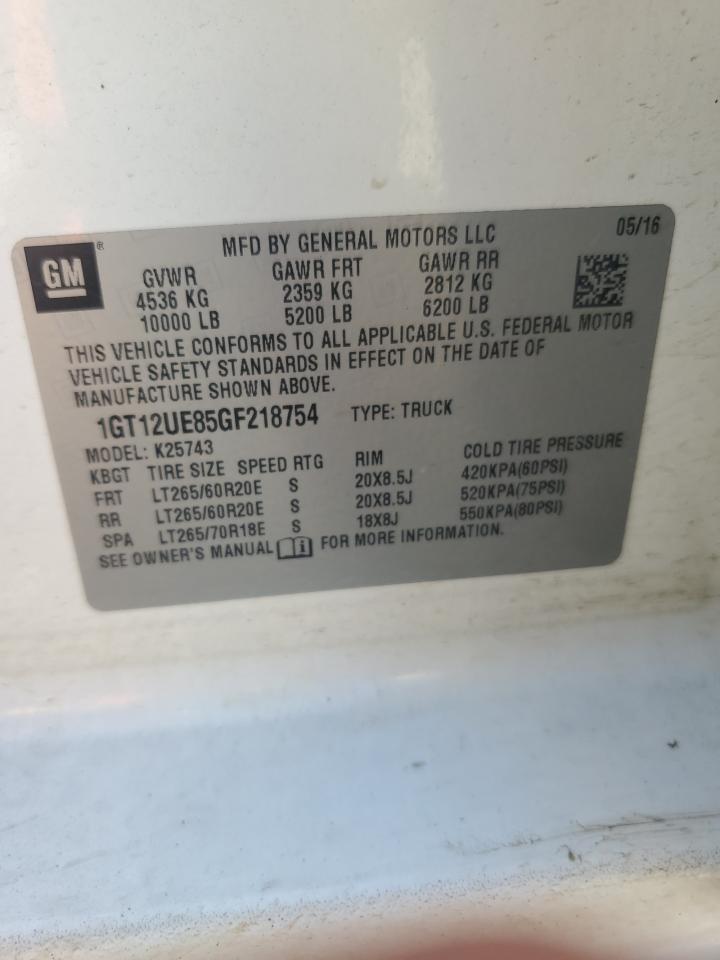 GM ®
MFD BY GENERAL MOTORS LLC 05/16
GVWR GAWR FRT GAWR RR
4536 KG 2359 KG 2812 KG
10000 LB 5200 LB 6200 LB
THIS VEHICLE CONFORMS TO ALL APPLICABLE U.S. FEDERAL MOTOR
VEHICLE SAFETY STANDARDS IN EFFECT ON THE DATE OF
MANUFACTURE SHOWN ABOVE.
1GT12UE85GF218754 TYPE: TRUCK
MODEL: K25743
KBGT TIRE SIZE SPEED RTG RIM COLD TIRE PRESSURE
FRT LT265/60R20E S 20X8.5J 420KPA(60PSI)
RR LT265/60R20E S 20X8.5J 520KPA(75PSI)
SPA LT265/70R18E S 18X8J 550KPA(80PSI)
SEE OWNER'S MANUAL i FOR MORE INFORMATION.